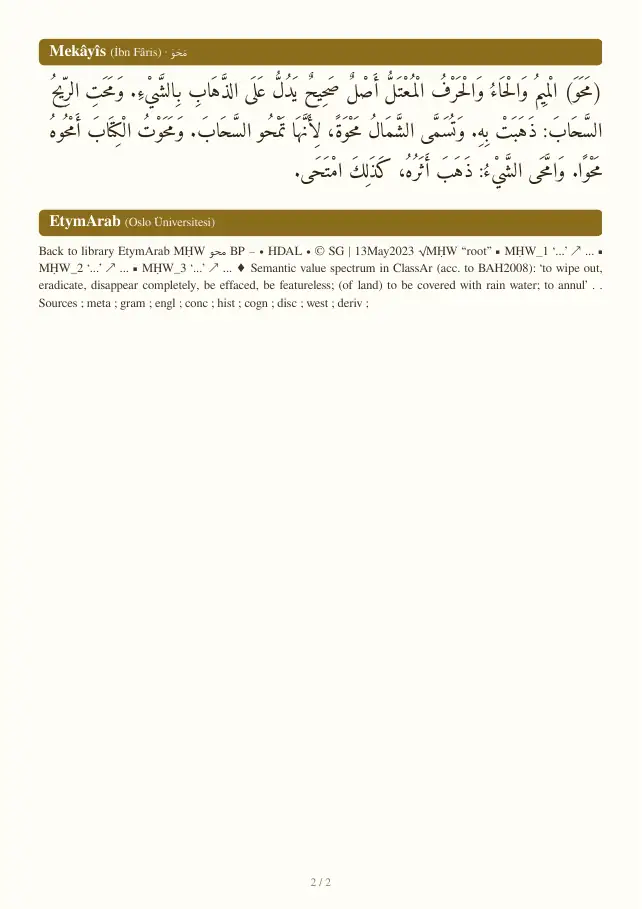 Mekâyîs (İbn Fâris) · مَحَوَ
(مَحَوَ) الْمِيمُ وَالْحَاءُ وَالْحَرْفُ الْمُعْتَلُّ أَصْلٌ صَحِيحٌ يَدُلُّ عَلَى الذَّهَابِ بِالشَّيْءِ. وَمَحَتِ الرِّيحُ
السَّحَابَ: ذَهَبَتْ بِهِ. وَتُسَمَّى الشَّمَالُ مَحْوَةً، لِأَنَّهَا تَمْحُو السَّحَابَ. وَمَحَوْتُ الْكِتَابَ أَمْحُوهُ
مَحْوًا. وَامَّحَى الشَّيْءُ: ذَهَبَ أَثَرُهُ، كَذَلِكَ امْتَحَى.
EtymArab (Oslo Üniversitesi)
Back to library EtymArab MḤW محو BP – • HDAL • © SG | 13May2023 √MḤW “root” ▪ MḤW_1 ‘...’ ↗ ... ▪
MḤW_2 ‘...’ ↗ ... ▪ MḤW_3 ‘...’ ↗ ... ♦ Semantic value spectrum in ClassAr (acc. to BAH2008): ‘to wipe out,
eradicate, disappear completely, be effaced, be featureless; (of land) to be covered with rain water; to annul’ . .
Sources ; meta ; gram ; engl ; conc ; hist ; cogn ; disc ; west ; deriv ;
2 / 2